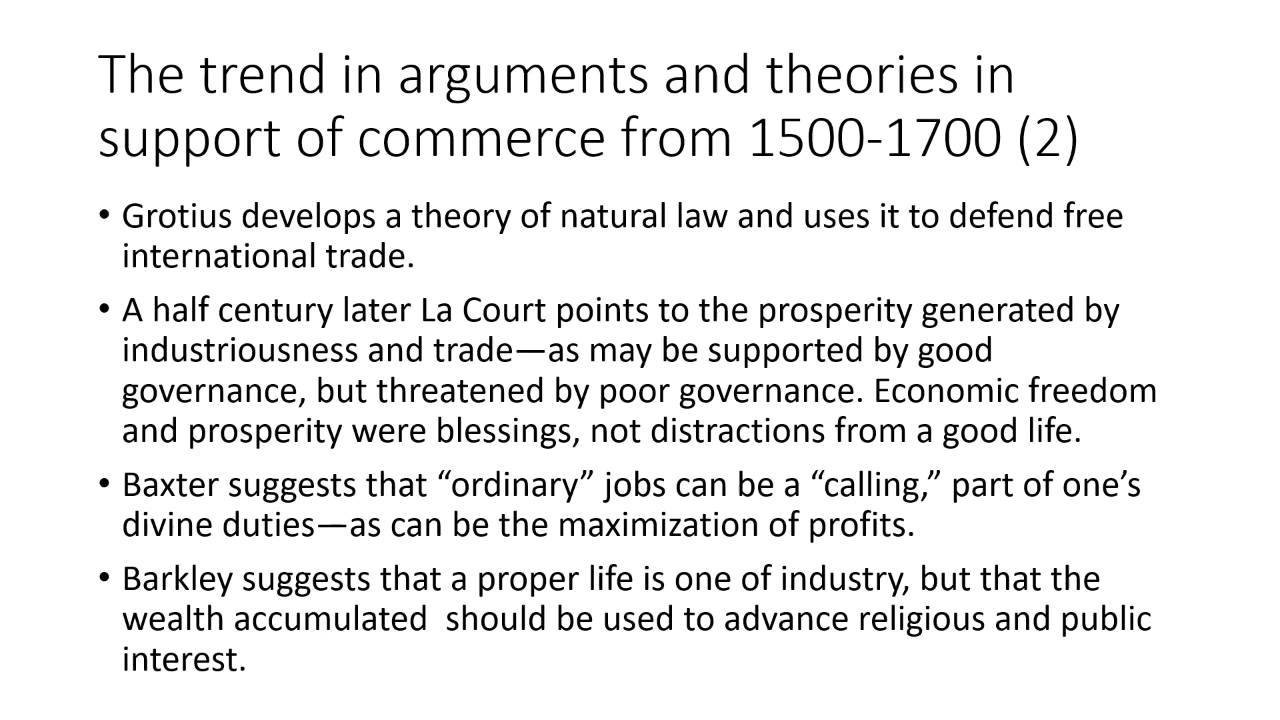 The trend in arguments and theories in
support of commerce from 1500-1700 (2)
• Grotius develops a theory of natural law and uses it to defend free
international trade.
• A half century later La Court points to the prosperity generated by
industriousness and trade—as may be supported by good
governance, but threatened by poor governance. Economic freedom
and prosperity were blessings, not distractions from a good life.
• Baxter suggests that “ordinary” jobs can be a “calling,” part of one’s
divine duties—as can be the maximization of profits.
• Barkley suggests that a proper life is one of industry, but that the
wealth accumulated  should be used to advance religious and public
interest.